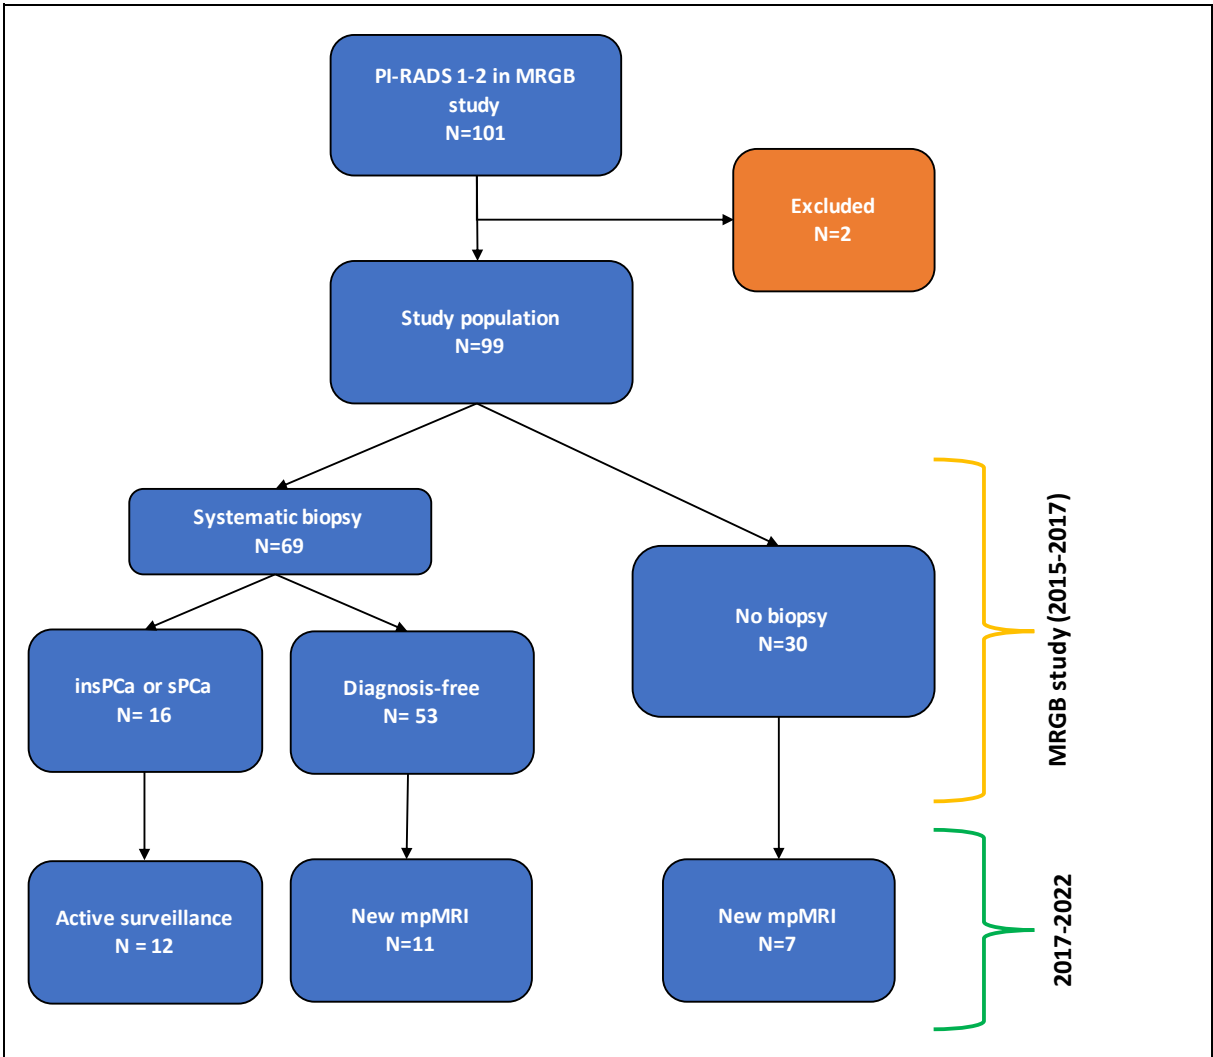 PI-RADS 1-2 in MRGB
study
N=101
Excluded
N=2
Study population
N=99
Systematic biopsy
N=69
No biopsy
N=30
insPCa or sPCa
N= 16
Diagnosis-free
N= 53
MRGB study (2015-2017)
Active surveillance
N = 12
New mpMRI
N=11
New mpMRI
N=7
2017-2022